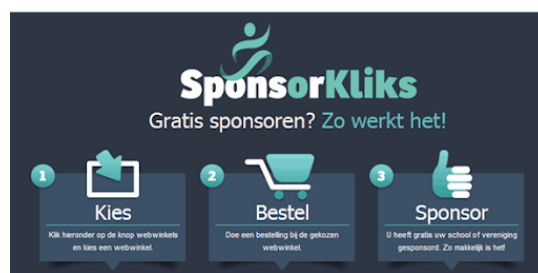 SponsorKliks
Gratis sponsoren? Zo werkt het!
1
Kies
Klik hieronder op de knop webwinkels
en kies een webwinkel.
2
Bestel
Doe een bestelling bij de gekozen
webwinkel.
3
Sponsor
U heeft gratis uw school of vereniging
gesponsord. Zo makkelijk is het!